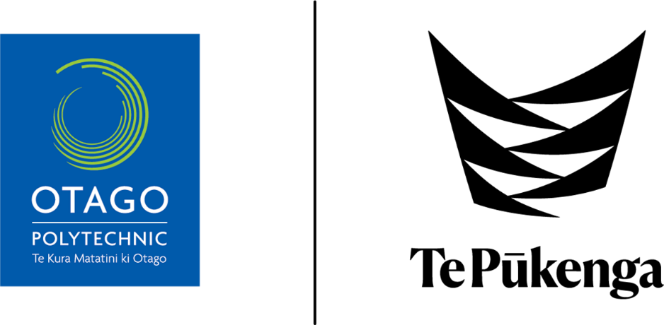 OTAGO
POLYTECHNIC
Te Kura Matatini ki Otago
Te Pūkenga